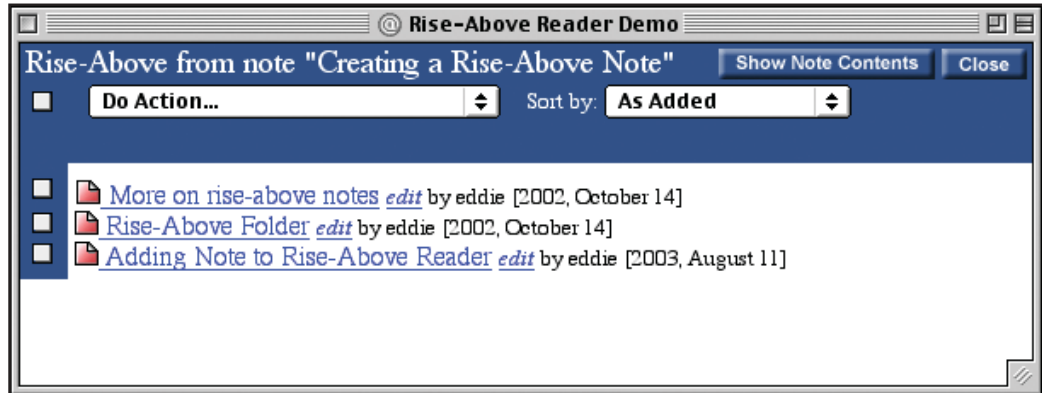 Rise-Above Reader Demo
Rise-Above from note "Creating a Rise-Above Note" Show Note Contents Close
Do Action... Sort by: As Added
More on rise-above notes edit by eddie [2002, October 14]
Rise-Above Folder edit by eddie [2002, October 14]
Adding Note to Rise-Above Reader edit by eddie [2003, August 11]